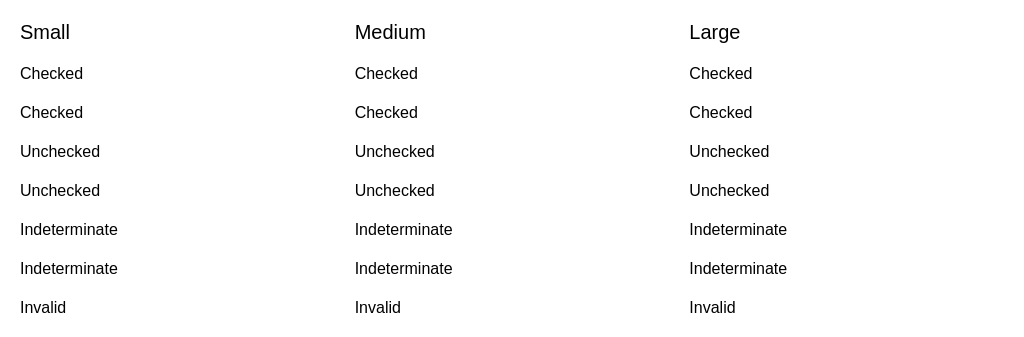 Small
Checked
Checked
Unchecked
Unchecked
Indeterminate
Indeterminate
Invalid
Medium
Checked
Checked
Unchecked
Unchecked
Indeterminate
Indeterminate
Invalid
Large
Checked
Checked
Unchecked
Unchecked
Indeterminate
Indeterminate
Invalid